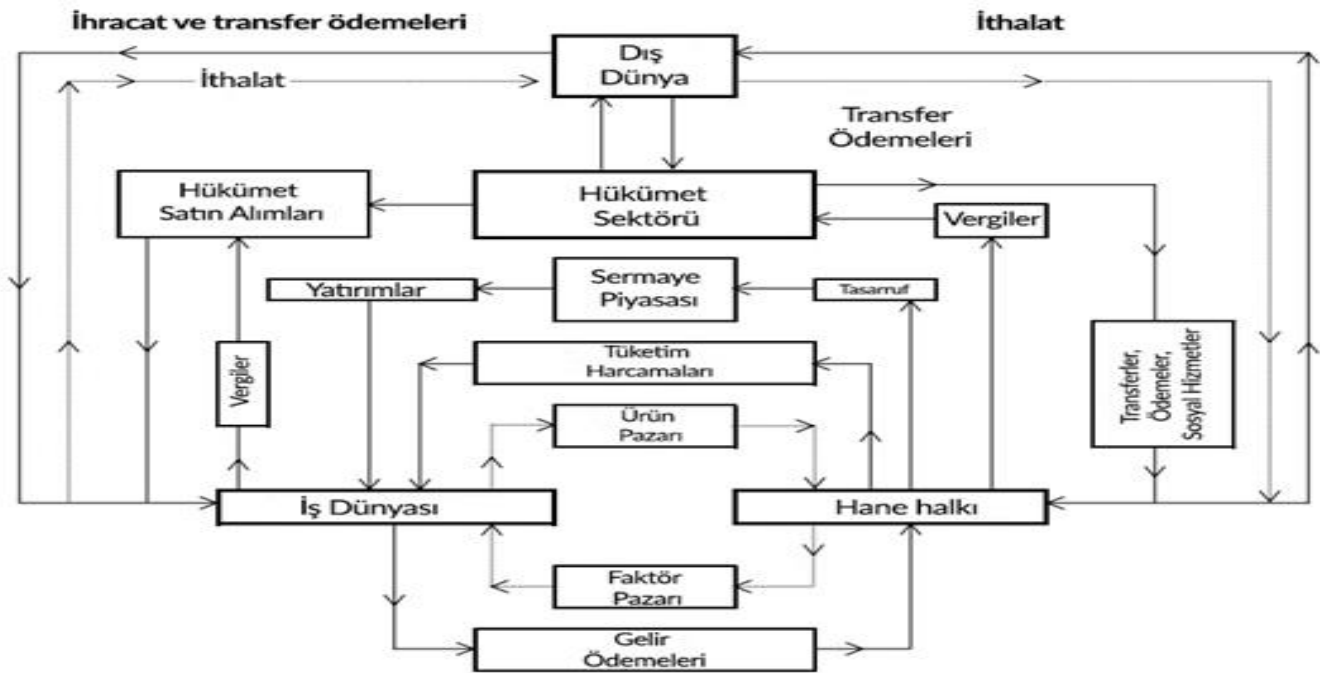 İhracat ve transfer ödemeleri
İthalat
Dış
Dünya
İthalat
Transfer
Ödemeleri
Hükümet
Satın Alımları
Hükümet
Sektörü
Vergiler
Sermaye
Piyasası
Yatırımlar
Tasarruf
Tüketim
Harcamaları
Vergiler
Transferler,
Ödemeler,
Şosyal Hizmetler
Ürün
Pazarı
İş Dünyası
Hane halkı
Faktör
Pazarı
Gelir
Ödemeleri